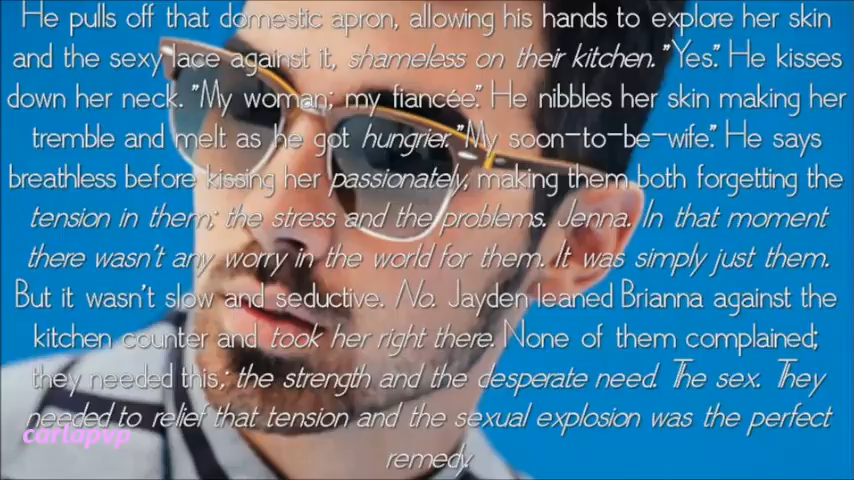 He pulls off that domestic apron, allowing his hands to explore her skin
and the sexy lace against it, shameless on their kitchen. "Yes." He kisses
down her neck. "My woman; my fiancée." He nibbles her skin making her
tremble and melt as he got hungrier. "My soon-to-be-wife." He says
breathless before kissing her passionately, making them both forgetting the
tension in them; the stress and the problems. Jenna. In that moment
there wasn't any worry in the world for them. It was simply just them.
But it wasn't slow and seductive. No. Jayden leaned Brianna against the
kitchen counter and took her right there. None of them complained;
they needed this; the strength and the desperate need. The sex. They
needed to relief that tension and the sexual explosion was the perfect
remedy.
carlapvp